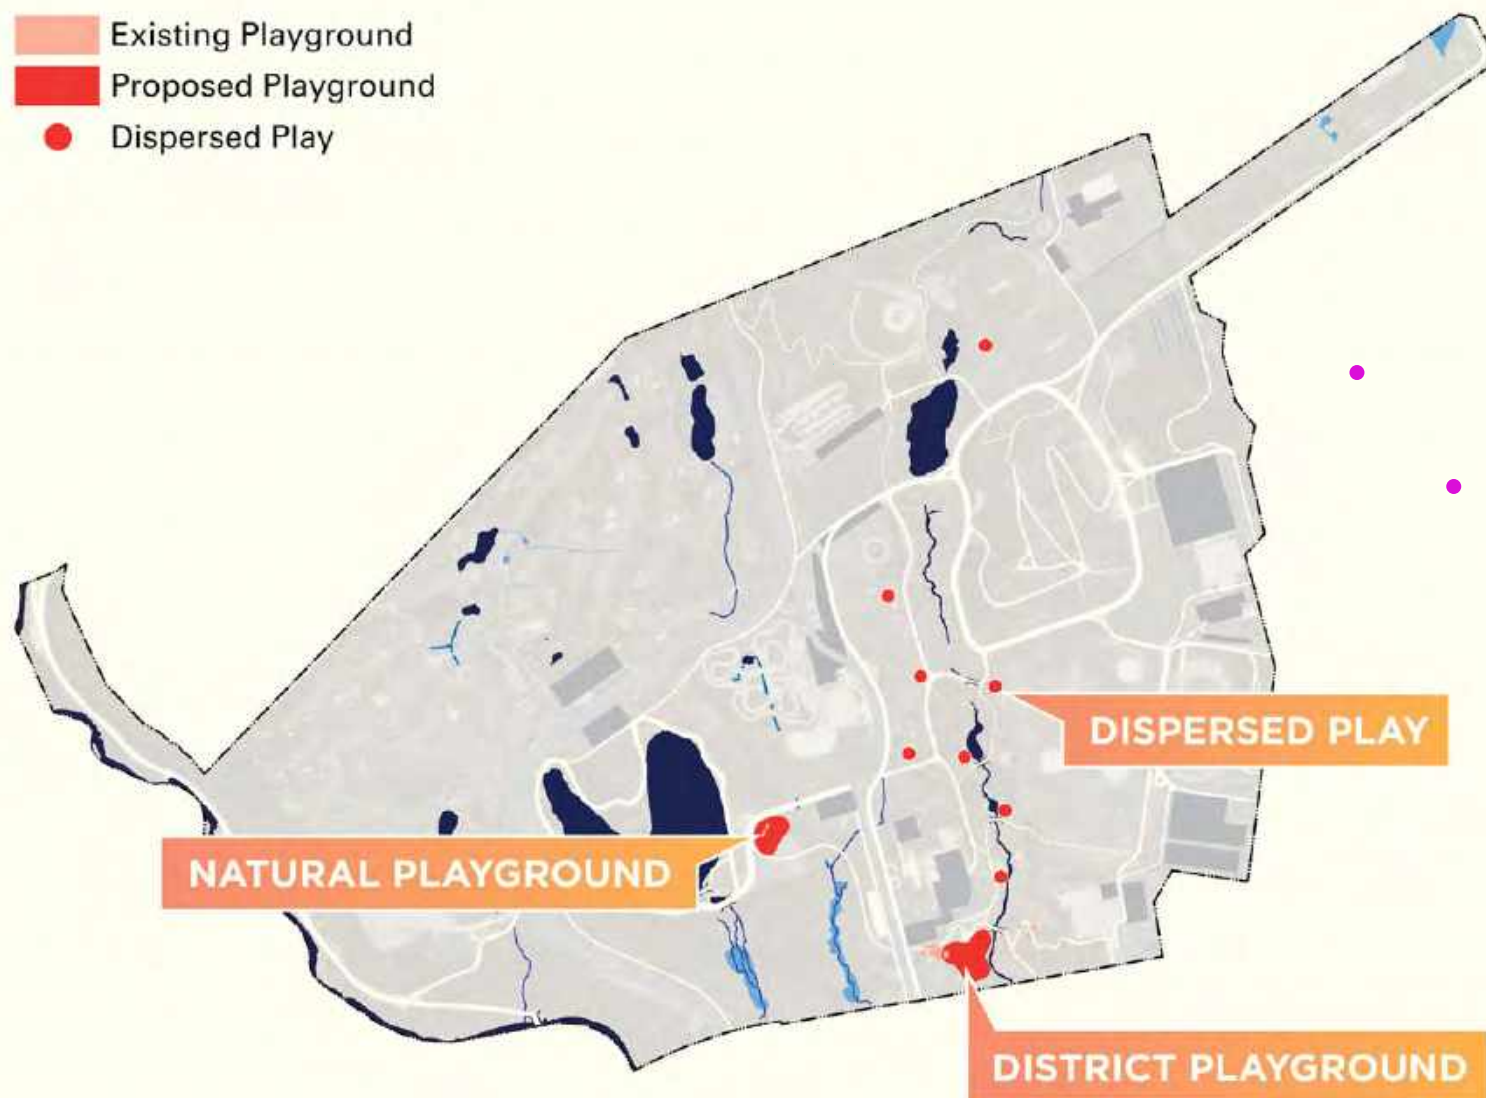 Existing Playground
Proposed Playground
Dispersed Play
DISPERSED PLAY
NATURAL PLAYGROUND
DISTRICT PLAYGROUND